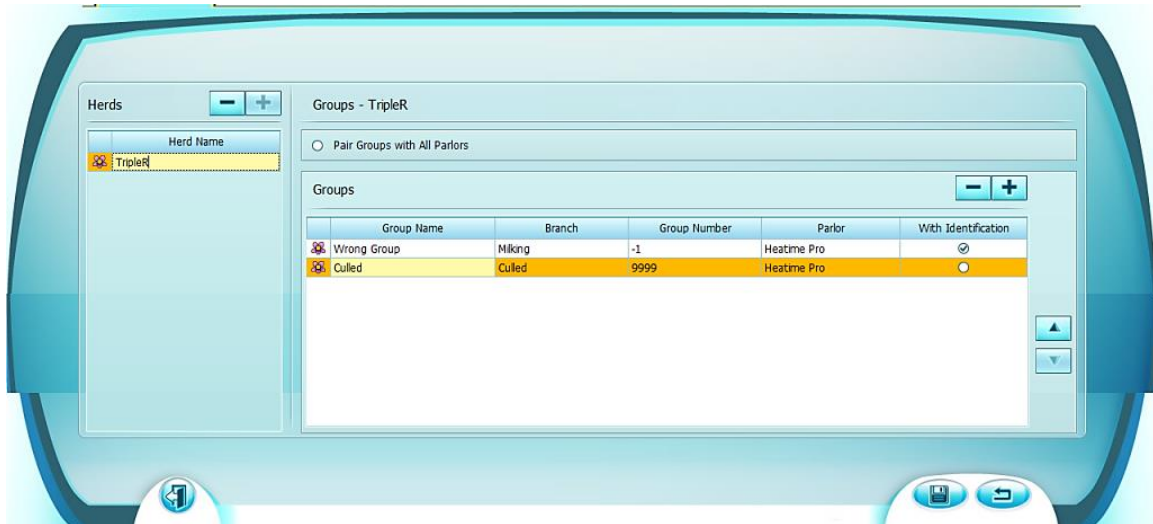 Herds
Groups - TripleR
Herd Name
TripleR
Pair Groups with All Parlors
Groups
Group Name Branch Group Number Parlor With Identification
Wrong Group Milking -1 Heatime Pro
Culled Culled 9999 Heatime Pro